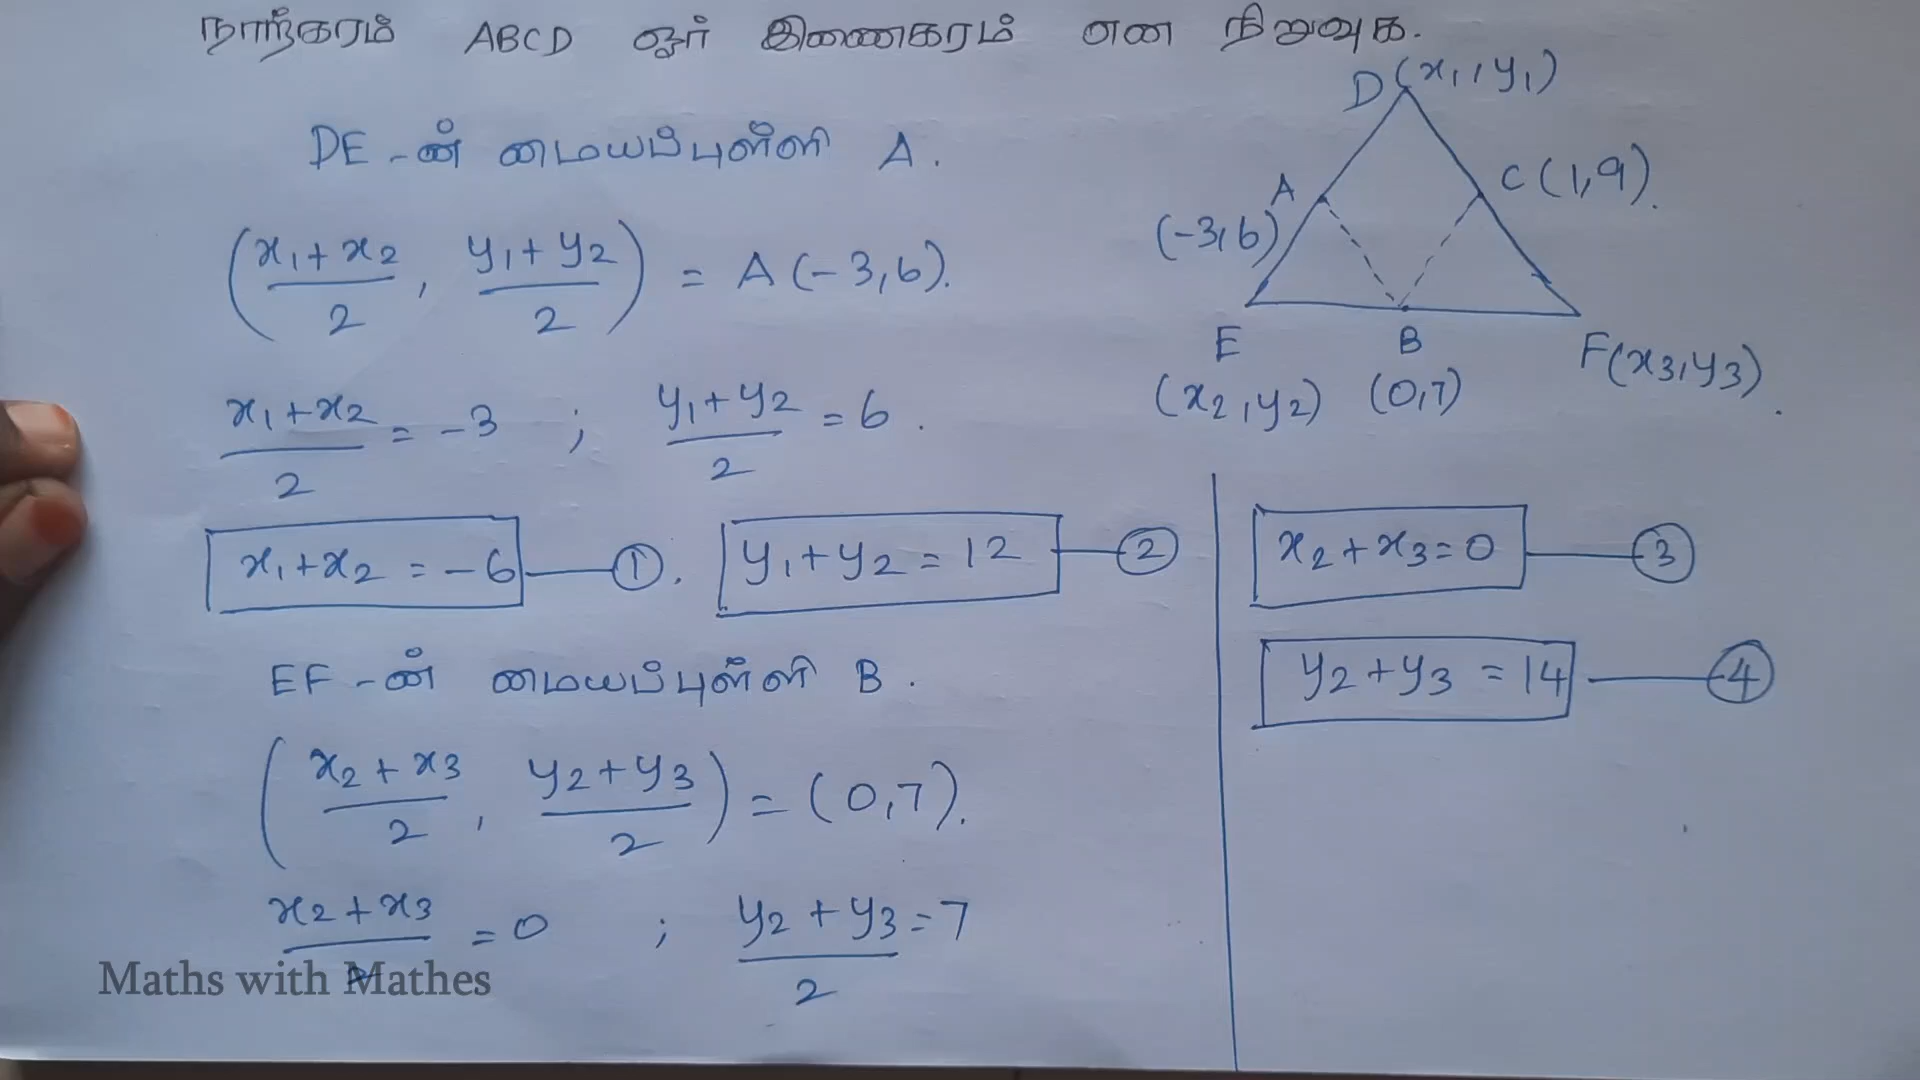 நாற்கரம் ABCD ஓர் இணைகரம் என நிறுவுக.
D(x₁, y₁)
DE -ன் மையப்புள்ளி A.
A
C(1,9).
(-3,6)
(x₁+x₂/2, y₁+y₂/2) = A(-3,6).
E B F(x₃,y₃).
(x₂,y₂) (0,7)
x₁+x₂/2 = -3 ; y₁+y₂/2 = 6.
x₁+x₂ = -6 ①. y₁+y₂ = 12 ②
x₂+x₃=0 ③
y₂+y₃ = 14 ④
EF -ன் மையப்புள்ளி B.
(x₂+x₃/2, y₂+y₃/2) = (0,7).
x₂+x₃/2 = 0 ; y₂+y₃/2 = 7
Maths with Mathes